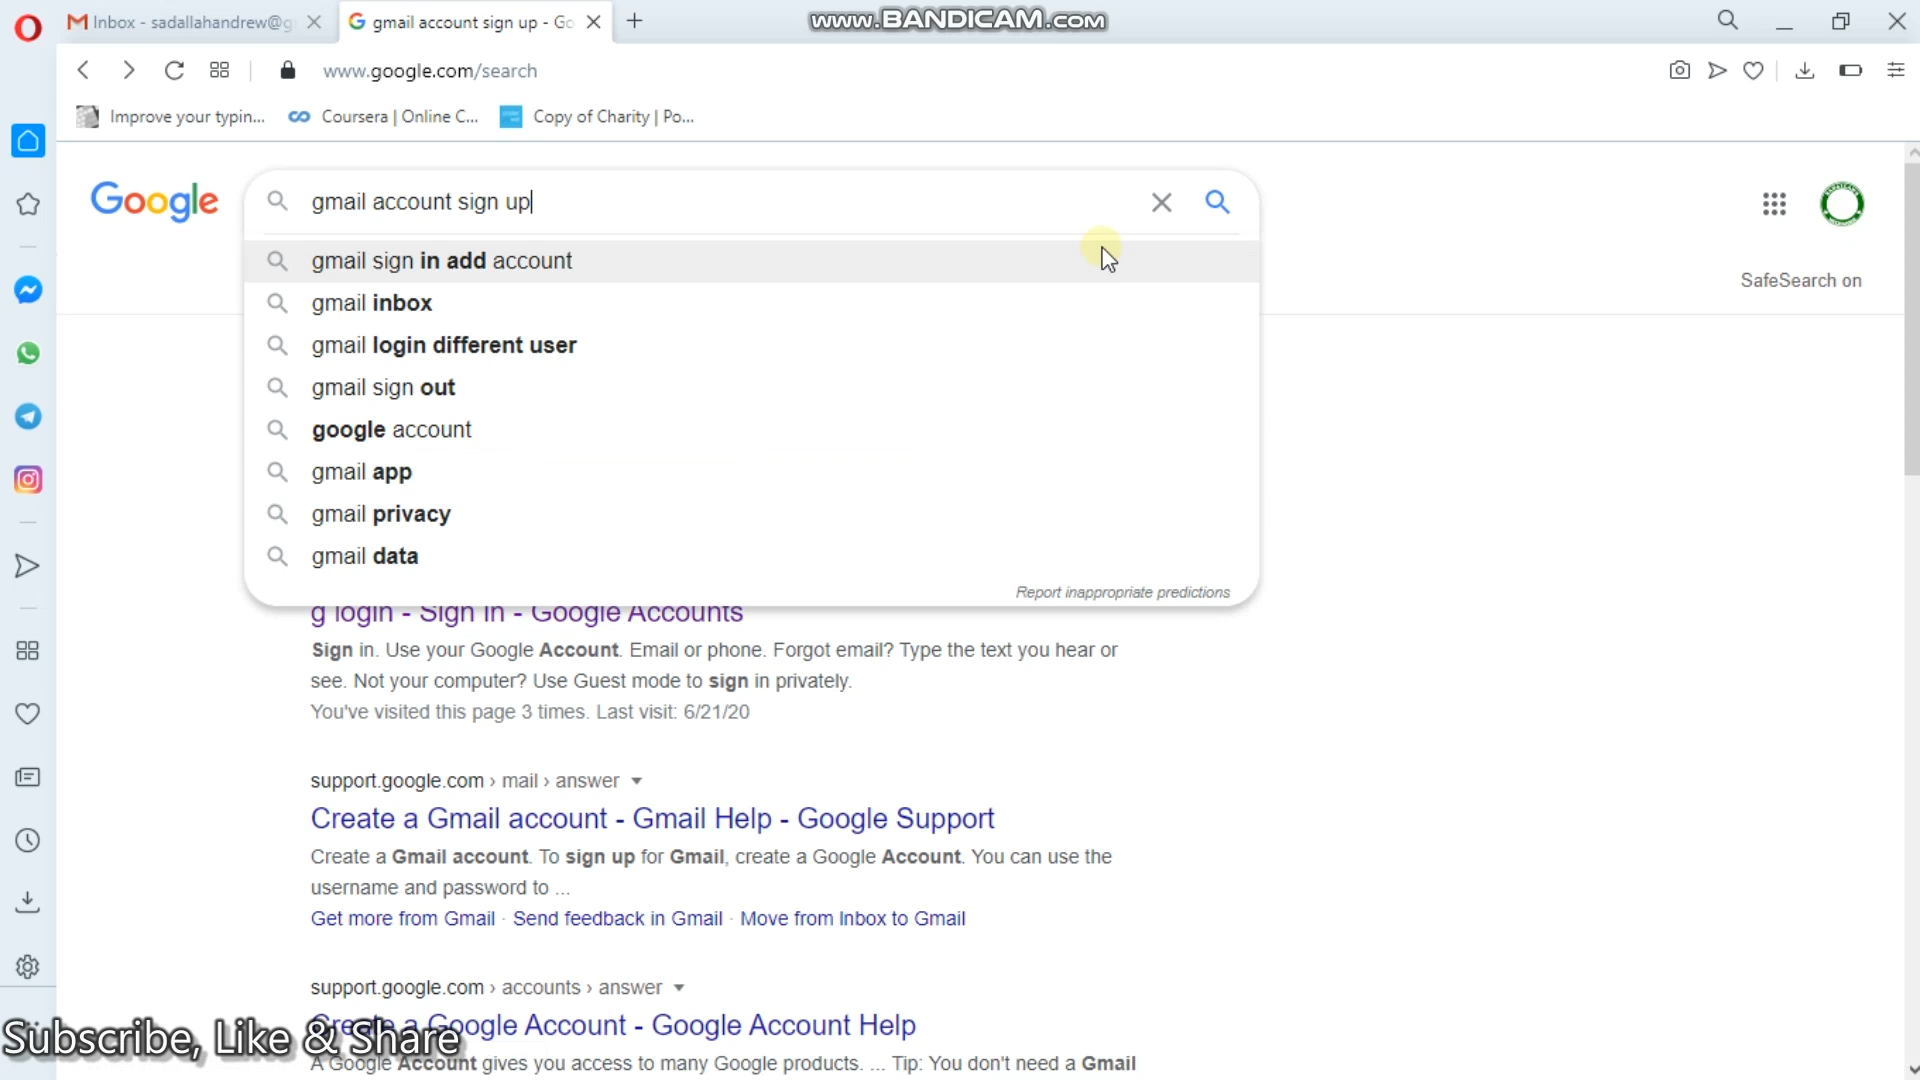 Inbox - sadallahandrew@g
gmail account sign up - Go
www.BANDICAM.com
www.google.com/search
Improve your typin...
Coursera | Online C...
Copy of Charity | Po...
Google
gmail account sign up
SafeSearch on
gmail sign in add account
gmail inbox
gmail login different user
gmail sign out
google account
gmail app
gmail privacy
gmail data
Report inappropriate predictions
g login - Sign in - Google Accounts
Sign in. Use your Google Account. Email or phone. Forgot email? Type the text you hear or
see. Not your computer? Use Guest mode to sign in privately.
You've visited this page 3 times. Last visit: 6/21/20
support.google.com › mail › answer
Create a Gmail account - Gmail Help - Google Support
Create a Gmail account. To sign up for Gmail, create a Google Account. You can use the
username and password to ...
Get more from Gmail · Send feedback in Gmail · Move from Inbox to Gmail
support.google.com › accounts › answer
Create a Google Account - Google Account Help
Subscribe, Like & Share
A Google Account gives you access to many Google products. ... Tip: You don't need a Gmail